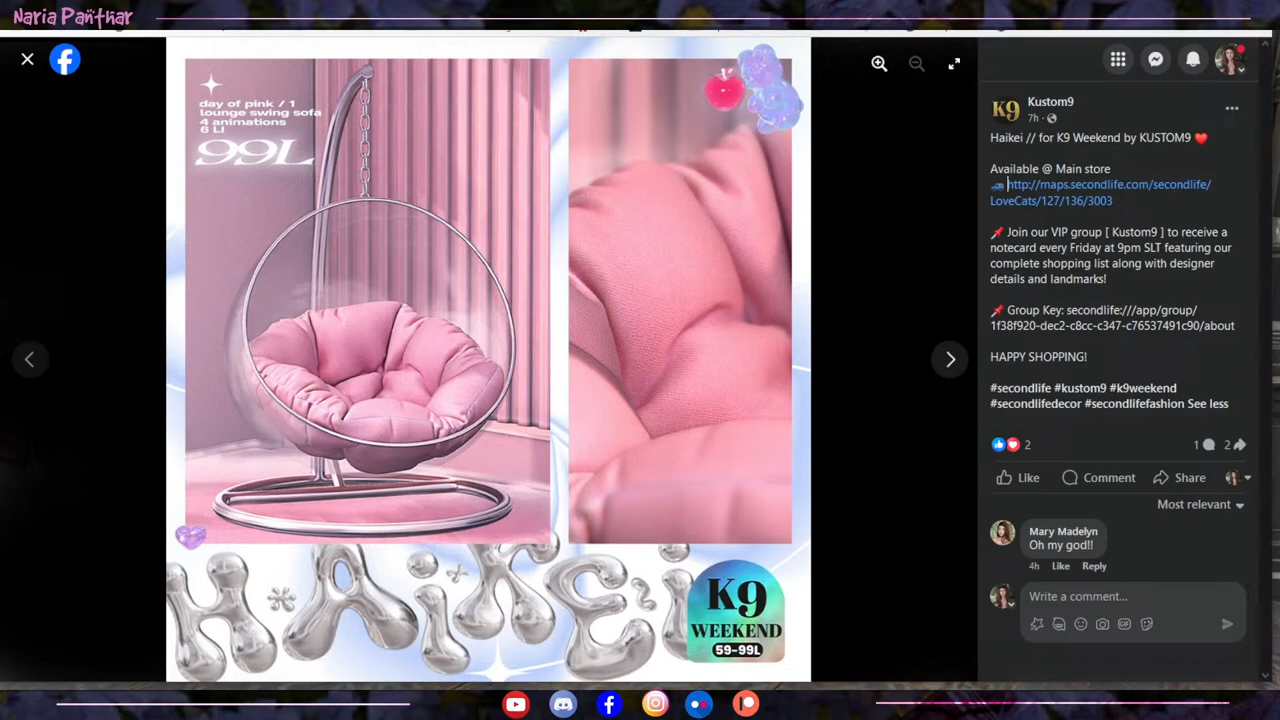 Naria Panthar
day of pink / 1
lounge swing sofa
4 animations
6 LI
99L
HAiKEi
K9
WEEKEND
59-99L
K9
Kustom9
7h
Haikei // for K9 Weekend by KUSTOM9 ❤️
Available @ Main store
🚙 http://maps.secondlife.com/secondlife/
LoveCats/127/136/3003
📌 Join our VIP group [ Kustom9 ] to receive a
notecard every Friday at 9pm SLT featuring our
complete shopping list along with designer
details and landmarks!
📌 Group Key: secondlife:///app/group/
1f38f920-dec2-c8cc-c347-c76537491c90/about
HAPPY SHOPPING!
#secondlife #kustom9 #k9weekend
#secondlifedecor #secondlifefashion See less
2
1 2
Like Comment Share
Most relevant
Mary Madelyn
Oh my god!!
4h Like Reply
Write a comment...
GIF